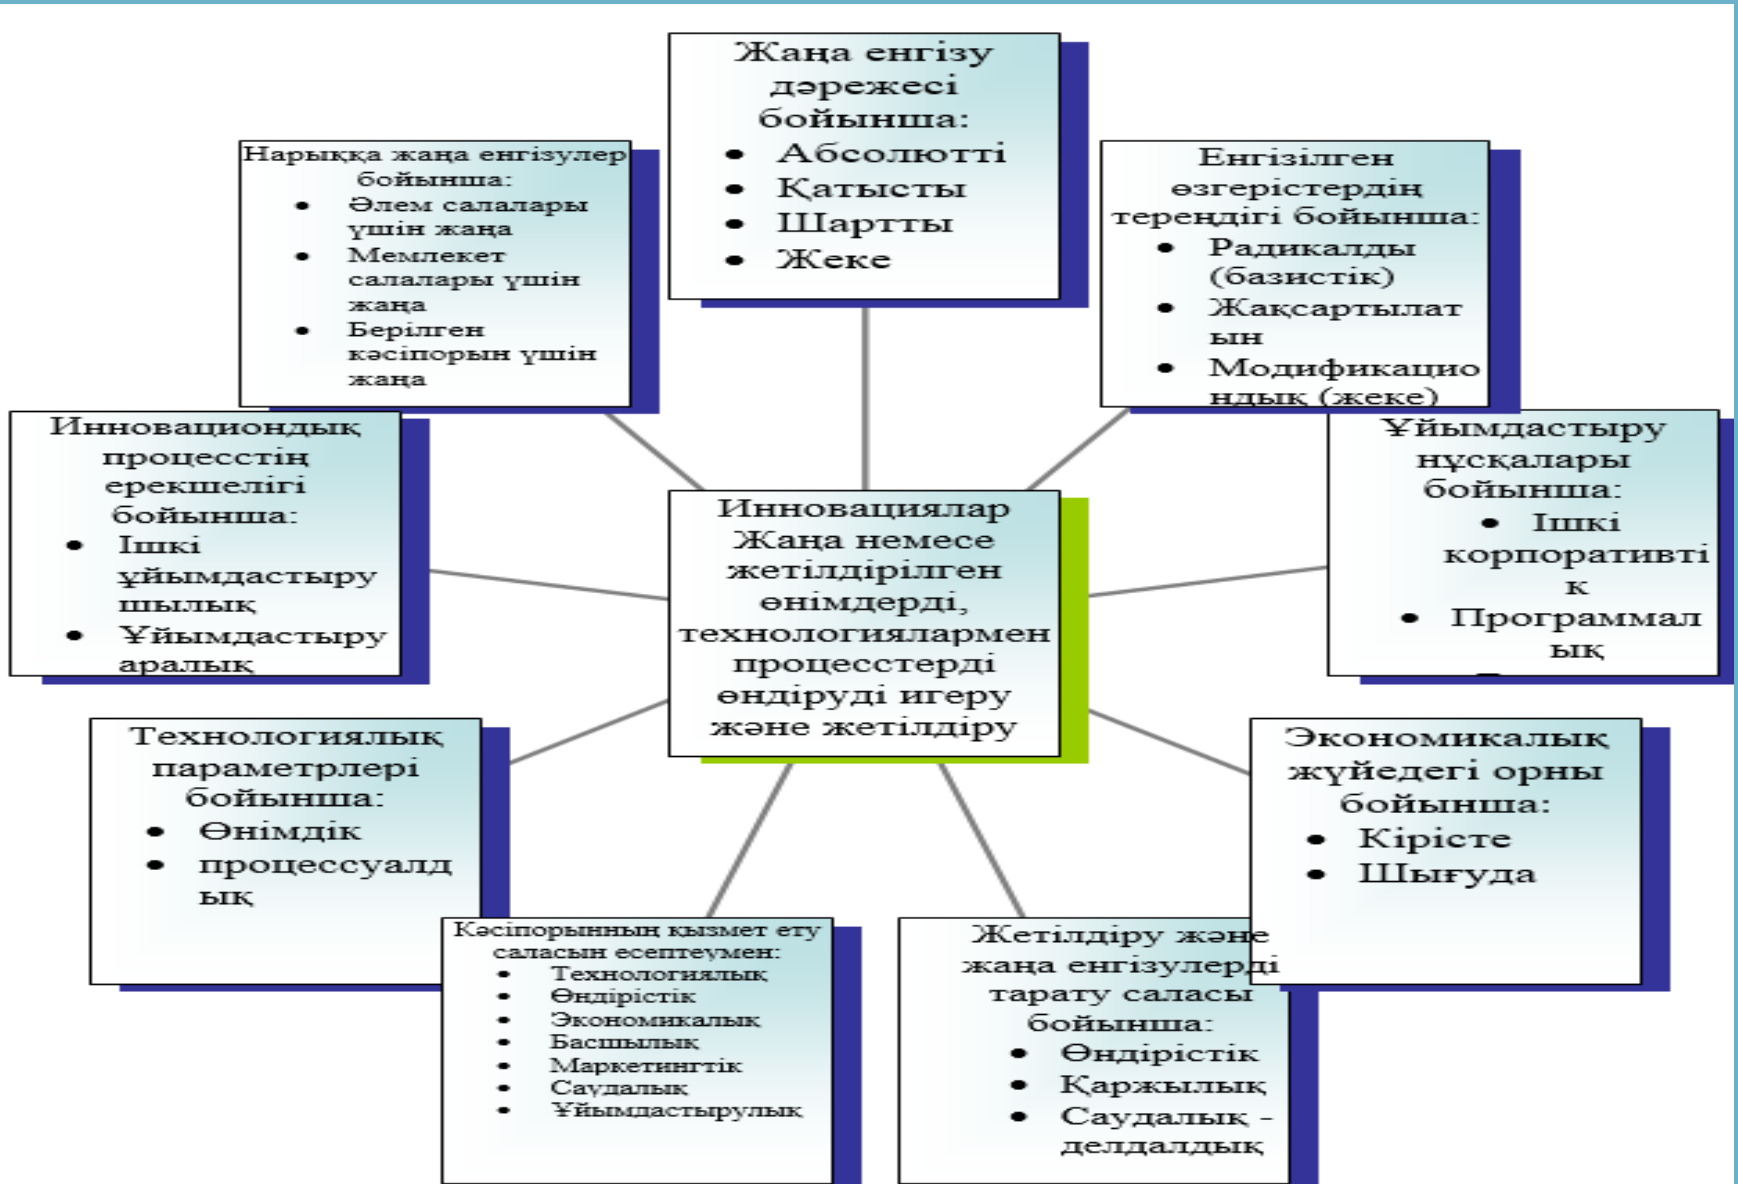 Жаңа енгізу
дәрежесі
бойынша:
• Абсолютті
• Қатысты
• Шартты
• Жеке
Нарыққа жаңа енгізулер
бойынша:
• Әлем салалары
үшін жаңа
• Мемлекет
салалары үшін
жаңа
• Берілген
кәсіпорын үшін
жаңа
Енгізілген
өзгерістердің
тереңдігі бойынша:
• Радикалды
(базистік)
• Жақсартылат
ын
• Модификацио
ндық (жеке)
Инновациондық
процесстің
ерекшелігі
бойынша:
• Ішкі
ұйымдастыру
шылық
• Ұйымдастыру
аралық
Инновациялар
Жаңа немесе
жетілдірілген
өнімдерді,
технологиялармен
процесстерді
өндіруді игеру
және жетілдіру
Ұйымдастыру
нұсқалары
бойынша:
• Ішкі
корпоративті
к
• Программал
ық
Технологиялық
параметрлері
бойынша:
• Өнімдік
• процессуалд
ық
Экономикалық
жүйедегі орны
бойынша:
• Кірісте
• Шығуда
Кәсіпорынның қызмет ету
саласын есептеумен:
• Технологиялық
• Өндірістік
• Экономикалық
• Басшылық
• Маркетингтік
• Саудалық
• Ұйымдастырулық
Жетілдіру және
жаңа енгізулерді
тарату саласы
бойынша:
• Өндірістік
• Қаржылық
• Саудалық -
делдалдық